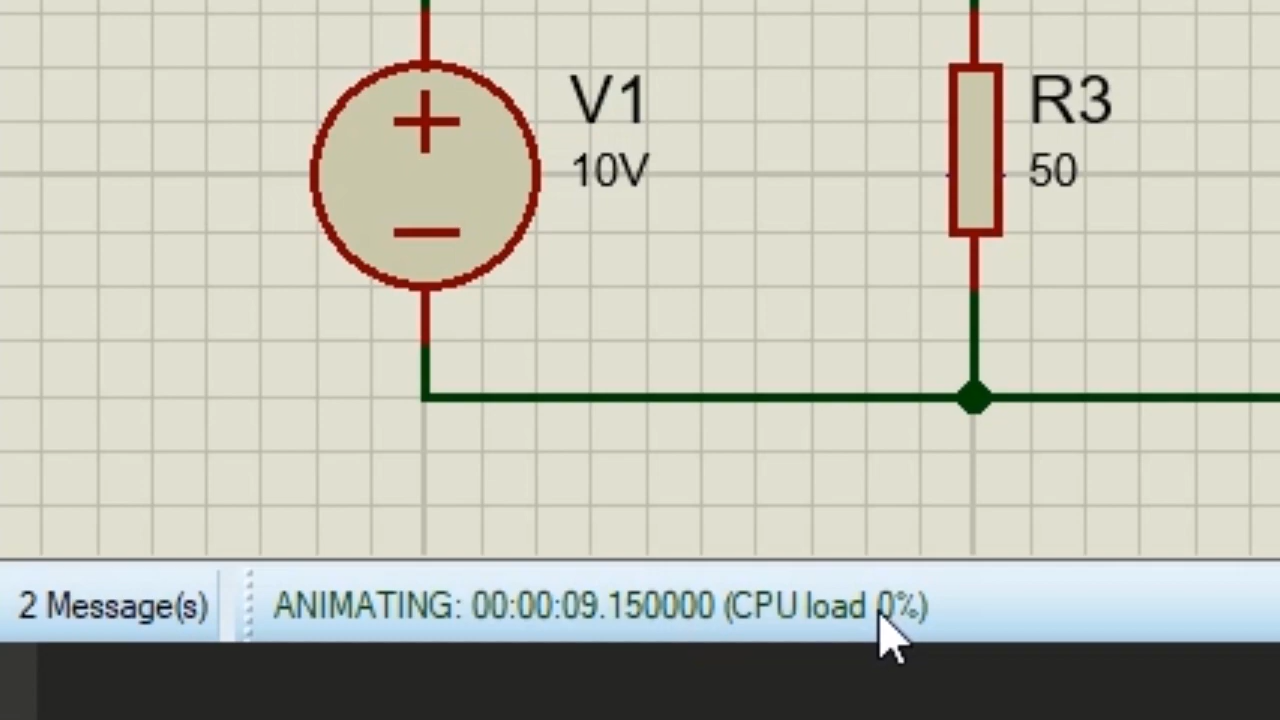 V1
10V
R3
50
2 Message(s)
ANIMATING: 00:00:09.150000 (CPU load 0%)